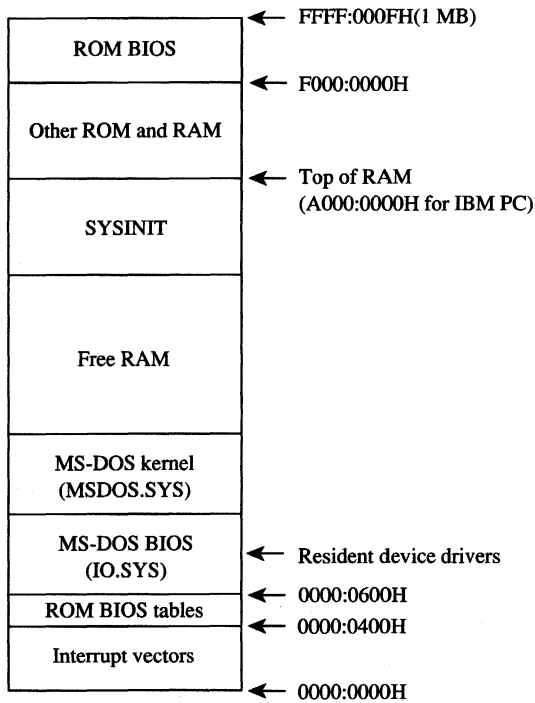 FFFF:000FH(1 MB)
ROM BIOS
F000:0000H
Other ROM and RAM
Top of RAM
(A000:0000H for IBM PC)
SYSINIT
Free RAM
MS-DOS kernel
(MSDOS.SYS)
MS-DOS BIOS
(IO.SYS)
Resident device drivers
0000:0600H
ROM BIOS tables
0000:0400H
Interrupt vectors
0000:0000H